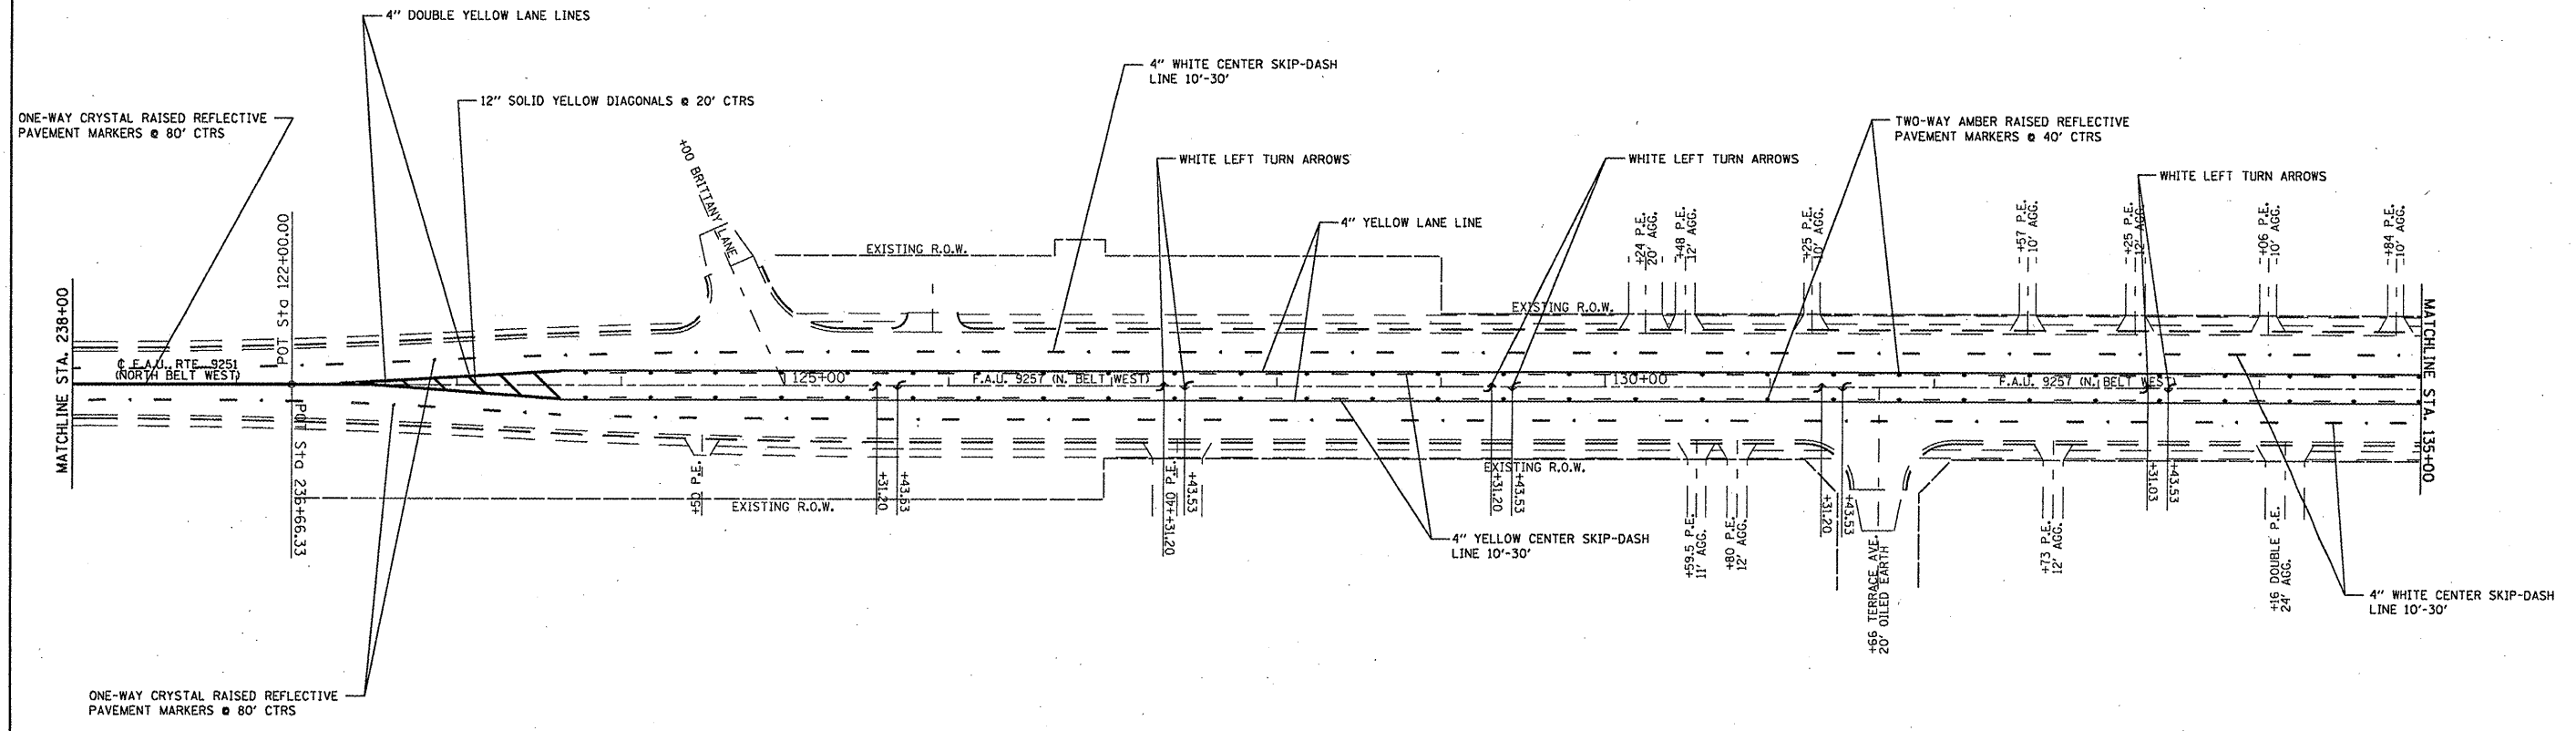 4" DOUBLE YELLOW LANE LINES
4" WHITE CENTER SKIP-DASH
LINE 10'-30'
12" SOLID YELLOW DIAGONALS @ 20' CTRS
ONE-WAY CRYSTAL RAISED REFLECTIVE
PAVEMENT MARKERS @ 80' CTRS
TWO-WAY AMBER RAISED REFLECTIVE
PAVEMENT MARKERS @ 40' CTRS
WHITE LEFT TURN ARROWS
WHITE LEFT TURN ARROWS
WHITE LEFT TURN ARROWS
+00 BRITTANY
LANE
4" YELLOW LANE LINE
EXISTING R.O.W.
+24 P.E.
20' AGG.
+48 P.E.
12' AGG.
+25 P.E.
10' AGG.
+57 P.E.
10' AGG.
+25 P.E.
12' AGG.
+06 P.E.
10' AGG.
+84 P.E.
10' AGG.
MATCHLINE STA. 238+00
POT Sta 122+00.00
EXISTING R.O.W.
MATCHLINE STA. 135+00
℄ F.A.U. RTE. 9251
(NORTH BELT WEST)
125+00
F.A.U. 9257 (N. BELT WEST)
130+00
F.A.U. 9257 (N. BELT WEST)
POT Sta 236+66.33
+50 P.E.
EXISTING R.O.W.
+31.20
+43.53
+40 P.E.
+31.20
+43.53
EXISTING R.O.W.
+31.20
+43.53
+31.20
+43.53
+31.03
+43.53
4" YELLOW CENTER SKIP-DASH
LINE 10'-30'
+59.5 P.E.
11' AGG.
+80 P.E.
12' AGG.
+66 TERRACE AVE.
20' OILED EARTH
+73 P.E.
12' AGG.
+16 DOUBLE P.E.
24' AGG.
4" WHITE CENTER SKIP-DASH
LINE 10'-30'
ONE-WAY CRYSTAL RAISED REFLECTIVE
PAVEMENT MARKERS @ 80' CTRS